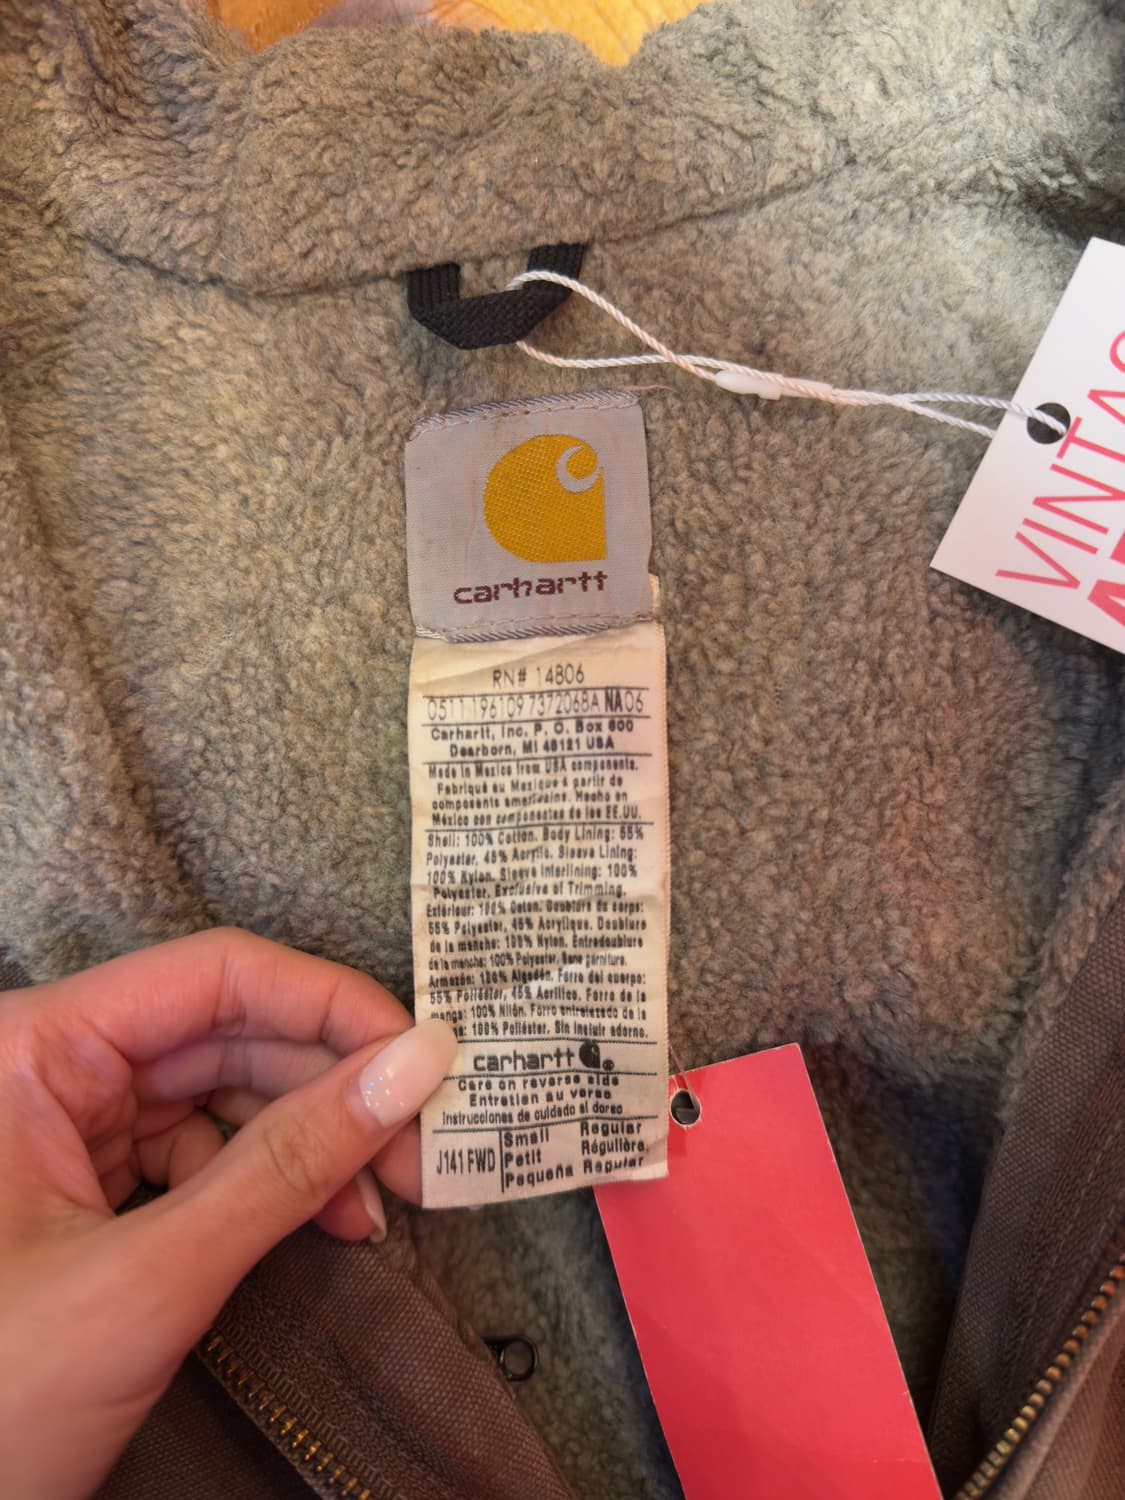 carhartt
RN# 14806
0511 196109 7372068A NA06
Carhartt, Inc. P. O. Box 600
Dearborn, MI 48121 USA
Made in Mexico from USA components.
Fabriqué au Mexique à partir de
composants americains. Hecho en
México con componentes de los EE.UU.
Shell: 100% Cotton. Body Lining: 55%
Polyester, 45% Acrylic. Sleeve Lining:
100% Nylon. Sleeve Interlining: 100%
Polyester. Exclusive of Trimming.
Extérieur: 100% Coton. Doublure du corps:
55% Polyester, 45% Acrylique. Doublure
de la manche: 100% Nylon. Entredoublure
de la manche: 100% Polyester. Sans garniture.
Armazón: 100% Algodón. Forro del cuerpo:
55% Poliéster, 45% Acrílico. Forro de la
manga: 100% Nilón. Forro entrelazado de la
ga: 100% Poliéster. Sin incluir adorno.
carhartt ®
Care on reverse side
Entretien au verso
Instrucciones de cuidado al dorso
J141 FWD Small Regular
Petit Régulière
Pequeña Regular
VINTAG